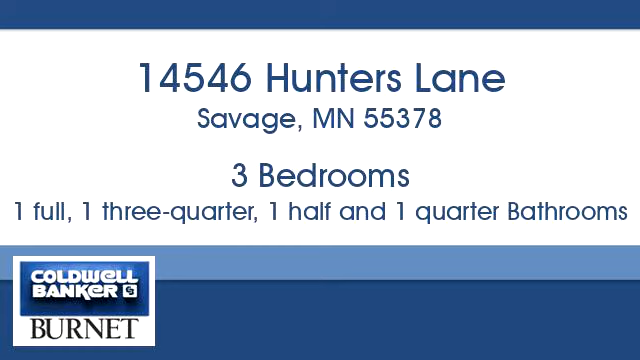 14546 Hunters Lane
Savage, MN 55378
3 Bedrooms
1 full, 1 three-quarter, 1 half and 1 quarter Bathrooms
COLDWELL
BANKER
BURNET